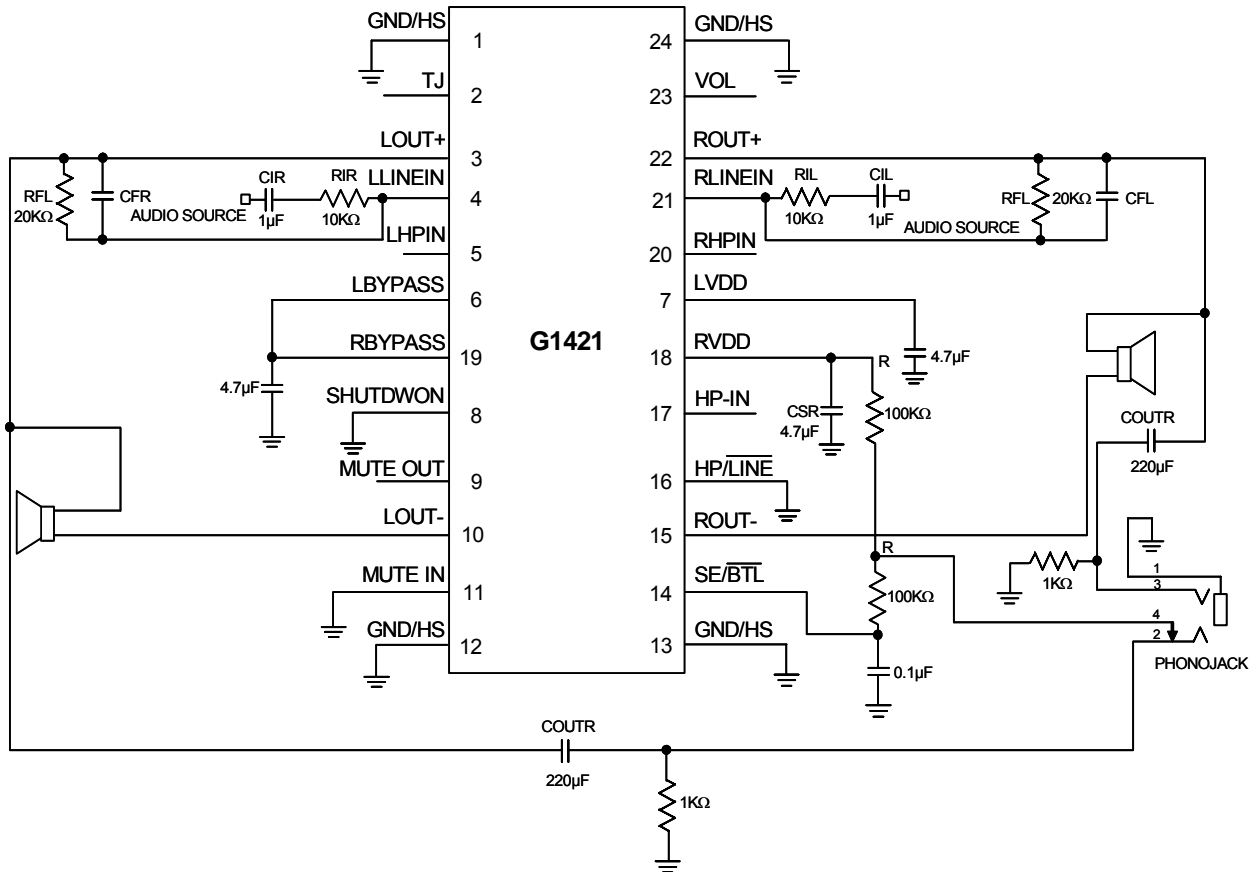 GND/HS
1
24
GND/HS
TJ
2
23
VOL
LOUT+
3
22
ROUT+
CIR
RIR
LLINEIN
4
21
RLINEIN
RIL
CIL
RFL
20KΩ
CFR
AUDIO SOURCE
1µF
10KΩ
10KΩ
1µF
AUDIO SOURCE
RFL
20KΩ
CFL
LHPIN
5
20
RHPIN
LBYPASS
6
7
LVDD
G1421
RBYPASS
19
18
RVDD
R
4.7µF
4.7µF
SHUTDWON
8
17
HP-IN
CSR
4.7µF
100KΩ
COUTR
220µF
MUTE OUT
9
16
HP/LINE
LOUT-
10
15
ROUT-
R
MUTE IN
11
14
SE/BTL
100KΩ
1KΩ
1
3
4
2
PHONOJACK
GND/HS
12
13
GND/HS
0.1µF
COUTR
220µF
1KΩ